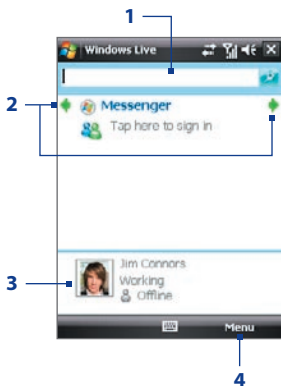 1
Windows Live
2
Messenger
Tap here to sign in
3
Jim Connors
Working
Offline
Menu
4